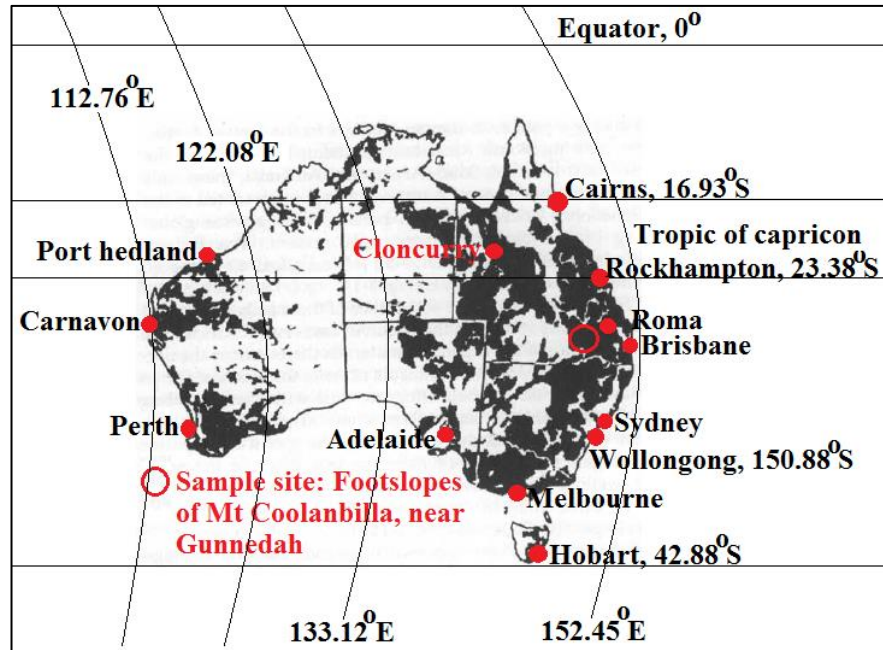 Equator, 0°
112.76°E
122.08°E
Cairns, 16.93°S
Port hedland
Cloncurry
Tropic of capricon
Rockhampton, 23.38°S
Carnavon
Roma
Brisbane
Perth
Adelaide
Sydney
Wollongong, 150.88°S
Sample site: Footslopes
of Mt Coolanbilla, near
Gunnedah
Melbourne
Hobart, 42.88°S
133.12°E
152.45°E